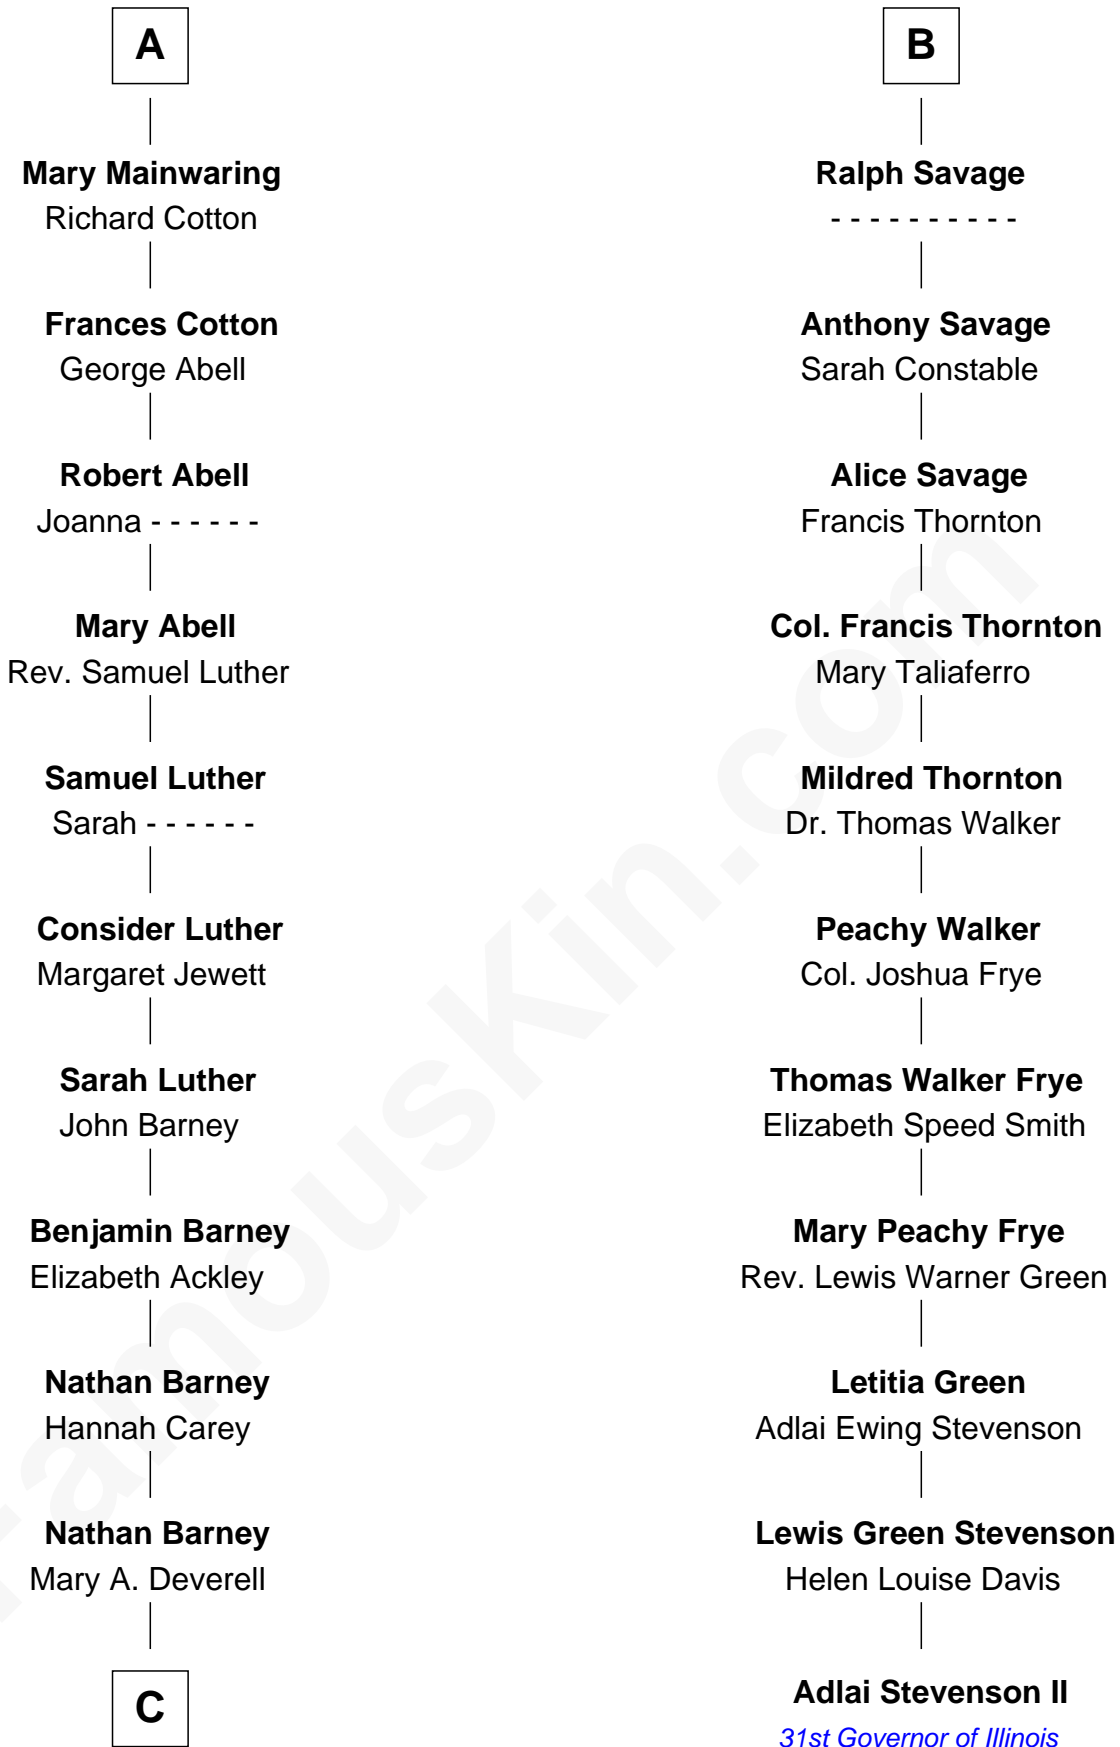 A
Mary Mainwaring
Richard Cotton
Frances Cotton
George Abell
Robert Abell
Joanna - - - - - -
Mary Abell
Rev. Samuel Luther
Samuel Luther
Sarah - - - - - -
Consider Luther
Margaret Jewett
Sarah Luther
John Barney
Benjamin Barney
Elizabeth Ackley
Nathan Barney
Hannah Carey
Nathan Barney
Mary A. Deverell
C
B
Ralph Savage
- - - - - - - - - -
Anthony Savage
Sarah Constable
Alice Savage
Francis Thornton
Col. Francis Thornton
Mary Taliaferro
Mildred Thornton
Dr. Thomas Walker
Peachy Walker
Col. Joshua Frye
Thomas Walker Frye
Elizabeth Speed Smith
Mary Peachy Frye
Rev. Lewis Warner Green
Letitia Green
Adlai Ewing Stevenson
Lewis Green Stevenson
Helen Louise Davis
Adlai Stevenson II
31st Governor of Illinois
FamousKin.com